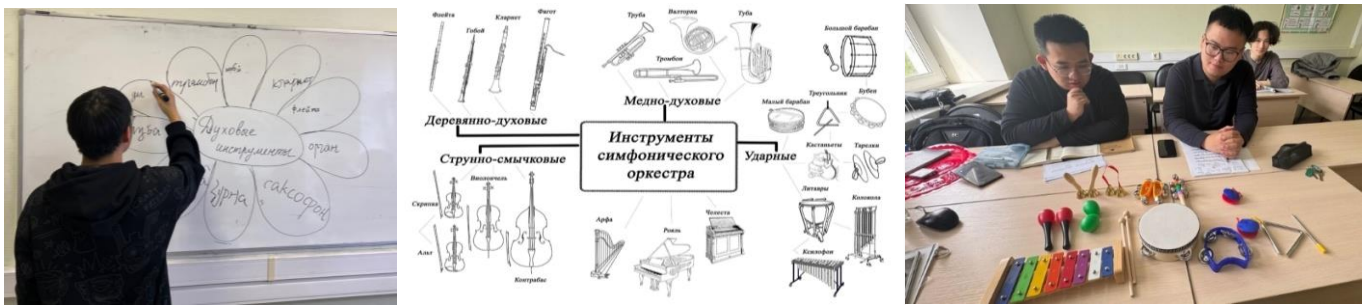 тромбон
гобой
кларнет
флейта
Духовые
инструменты
орган
саксофон
зурна
Флейта
Гобой
Кларнет
Фагот
Деревянно-духовые
Труба
Валторна
Туба
Тромбон
Медно-духовые
Большой барабан
Малый барабан
Треугольник
Бубен
Кастаньеты
Тарелки
Инструменты
симфонического
оркестра
Струнно-смычковые
Ударные
Скрипка
Виолончель
Альт
Контрабас
Арфа
Рояль
Челеста
Литавры
Колокола
Ксилофон